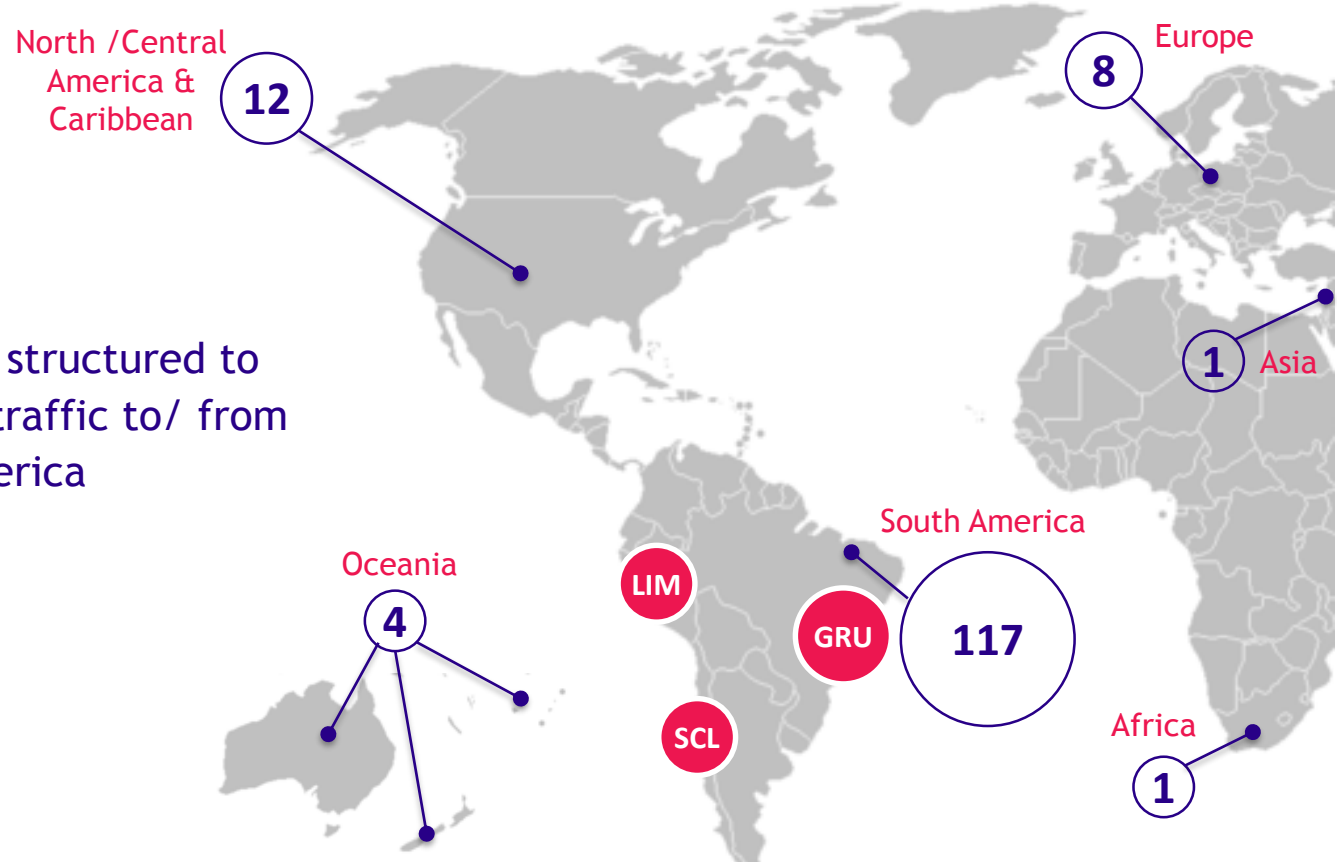 North /Central
America &
Caribbean
12
Europe
8
1
Asia
structured to
traffic to/ from
erica
South America
117
LIM
GRU
SCL
Oceania
4
Africa
1